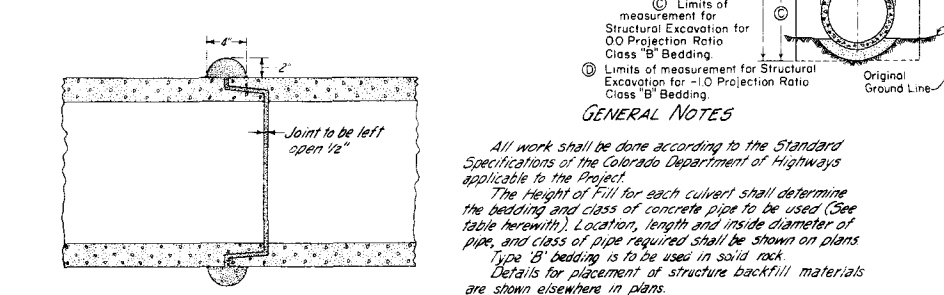 4"
2"
Joint to be left
open 1/2"
Ⓒ Limits of
measurement for
Structural Excavation for
0.0 Projection Ratio
Class "B" Bedding.
Ⓓ Limits of measurement for Structural
Excavation for -1.0 Projection Ratio
Class "B" Bedding.
Ⓒ
Original
Ground Line
GENERAL NOTES
All work shall be done according to the Standard
Specifications of the Colorado Department of Highways
applicable to the Project.
The Height of Fill for each culvert shall determine
the bedding and class of concrete pipe to be used (See
table herewith). Location, length and inside diameter of
pipe, and class of pipe required shall be shown on plans.
Type 'B' bedding is to be used in solid rock.
Details for placement of structure backfill materials
are shown elsewhere in plans.